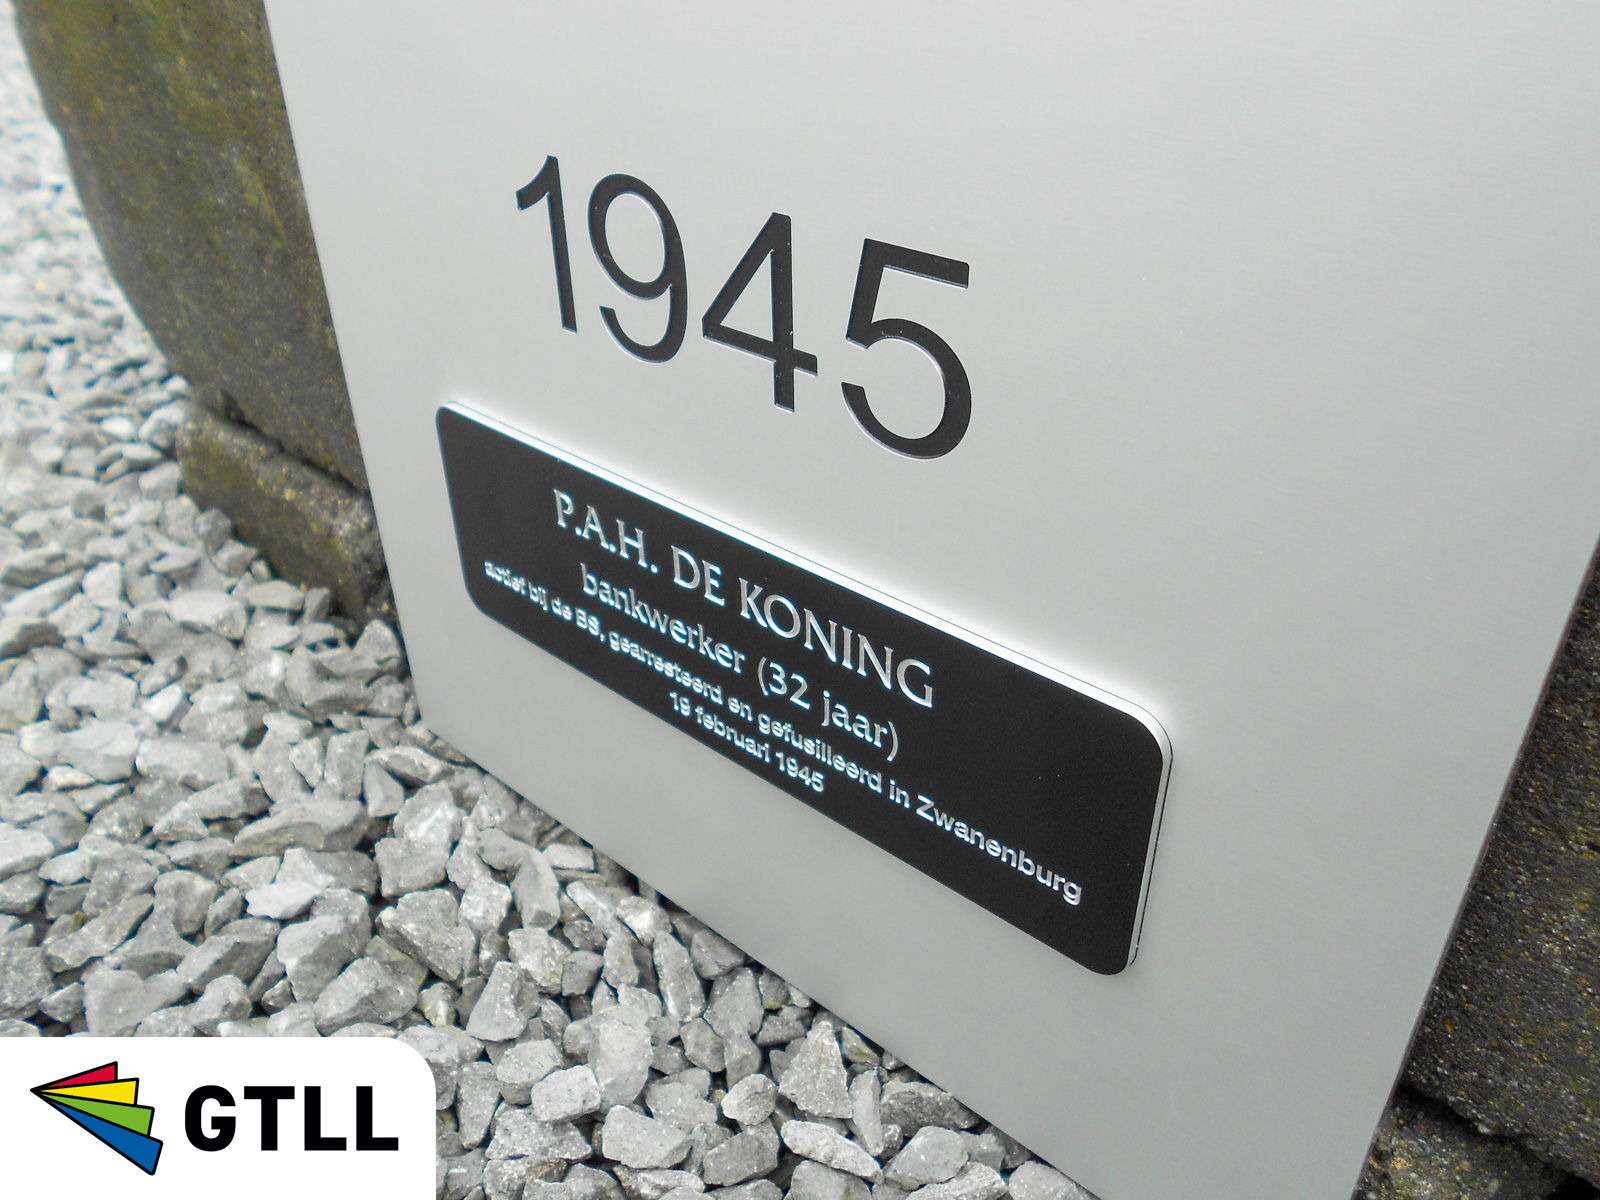 1945
P.A.H. DE KONING
bankwerker (32 jaar)
actief bij de BS, gearresteerd en gefusilleerd in Zwanenburg
19 februari 1945
GTLL